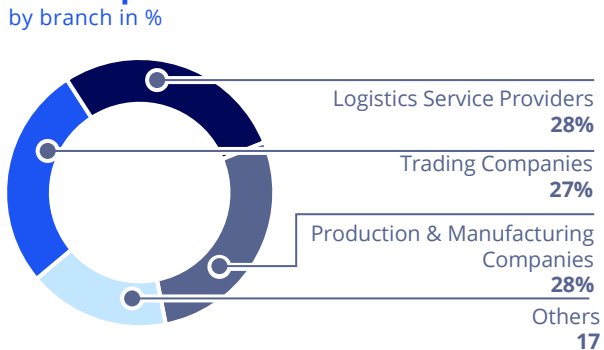 by branch in %
Logistics Service Providers
28%
Trading Companies
27%
Production & Manufacturing
Companies
28%
Others
17